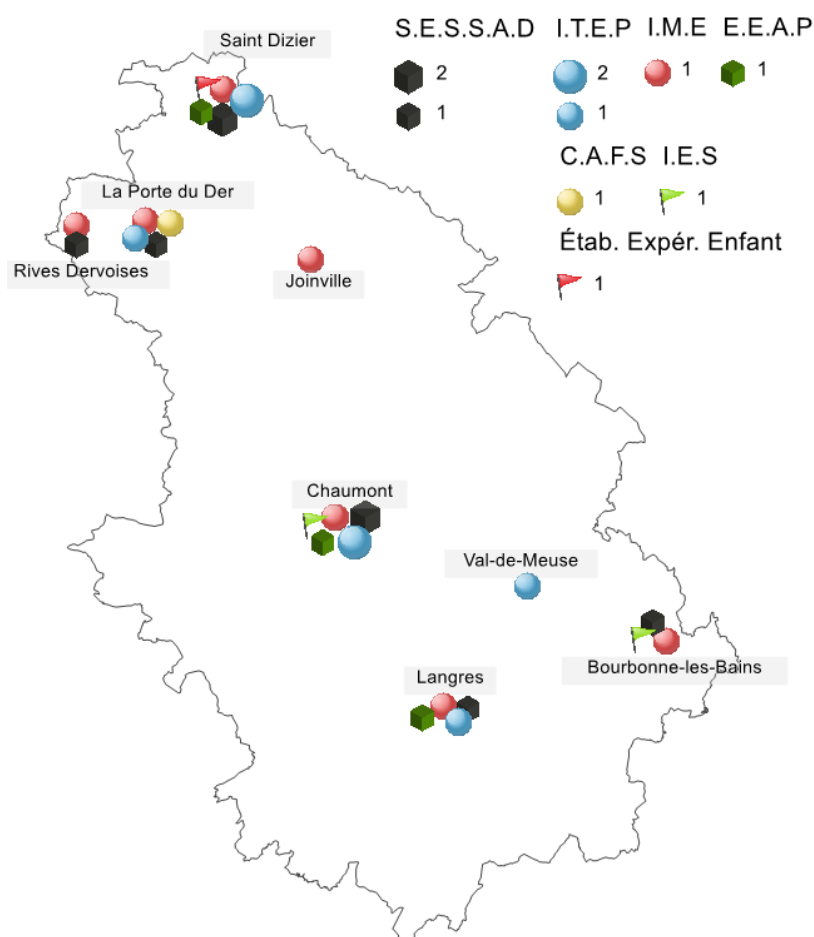 Saint Dizier
S.E.S.S.A.D I.T.E.P I.M.E E.E.A.P
2 2 1 1
1 1
C.A.F.S I.E.S
1 1
Étab. Expér. Enfant
1
La Porte du Der
Rives Dervoises
Joinville
Chaumont
Val-de-Meuse
Bourbonne-les-Bains
Langres